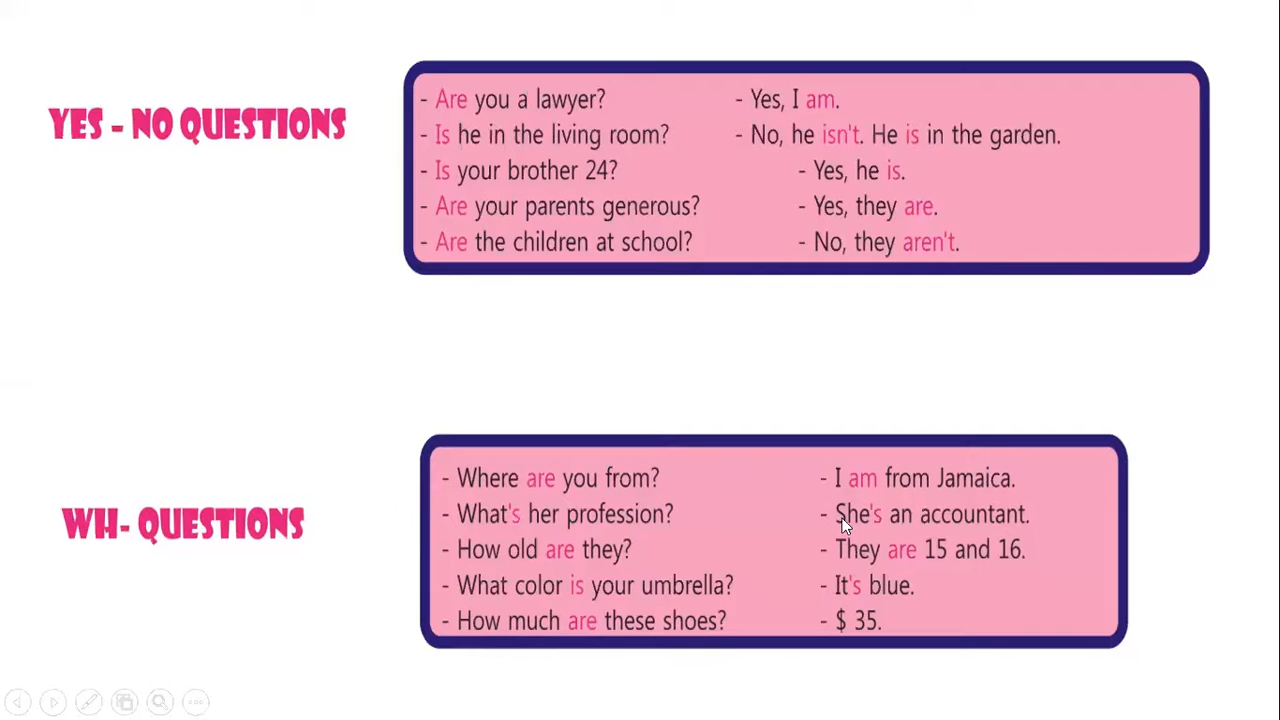 YES - NO QUESTIONS
- Are you a lawyer? - Yes, I am.
- Is he in the living room? - No, he isn't. He is in the garden.
- Is your brother 24? - Yes, he is.
- Are your parents generous? - Yes, they are.
- Are the children at school? - No, they aren't.
WH- QUESTIONS
- Where are you from? - I am from Jamaica.
- What's her profession? - She's an accountant.
- How old are they? - They are 15 and 16.
- What color is your umbrella? - It's blue.
- How much are these shoes? - $ 35.